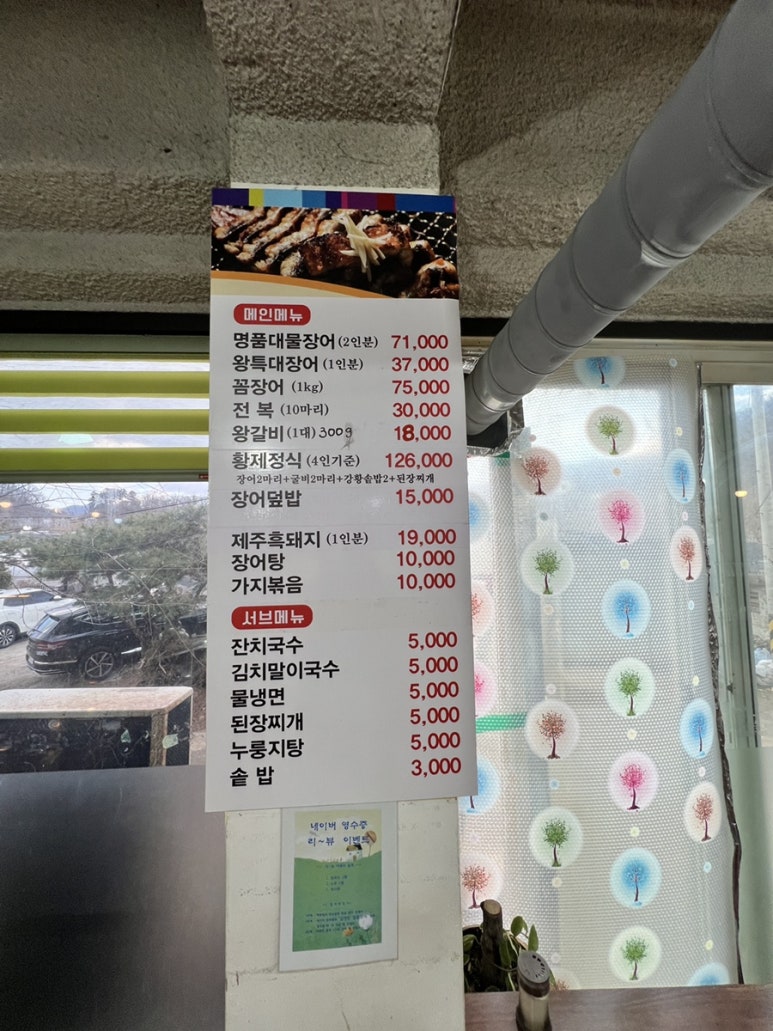 메인메뉴
명품대물장어(2인분) 71,000
왕특대장어(1인분) 37,000
꼼장어 (1kg) 75,000
전 복 (10마리) 30,000
왕갈비(1대)300g 18,000
황제정식(4인기준) 126,000
장어2마리+굴비2마리+강황솥밥2+된장찌개
장어덮밥 15,000
제주흑돼지(1인분) 19,000
장어탕 10,000
가지볶음 10,000
서브메뉴
잔치국수 5,000
김치말이국수 5,000
물냉면 5,000
된장찌개 5,000
누룽지탕 5,000
솥 밥 3,000
네이버 영수증
리~뷰 이벤트